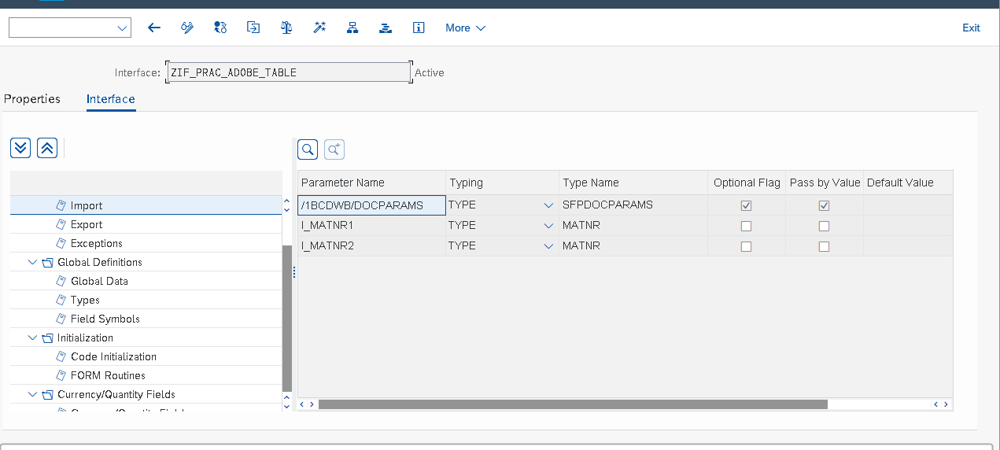 More
Exit
Interface: ZIF_PRAC_ADOBE_TABLE Active
Properties Interface
Parameter Name Typing Type Name Optional Flag Pass by Value Default Value
Import
/1BCDWB/DOCPARAMS TYPE SFPDOCPARAMS
Export
I_MATNR1 TYPE MATNR
Exceptions
I_MATNR2 TYPE MATNR
Global Definitions
Global Data
Types
Field Symbols
Initialization
Code Initialization
FORM Routines
Currency/Quantity Fields